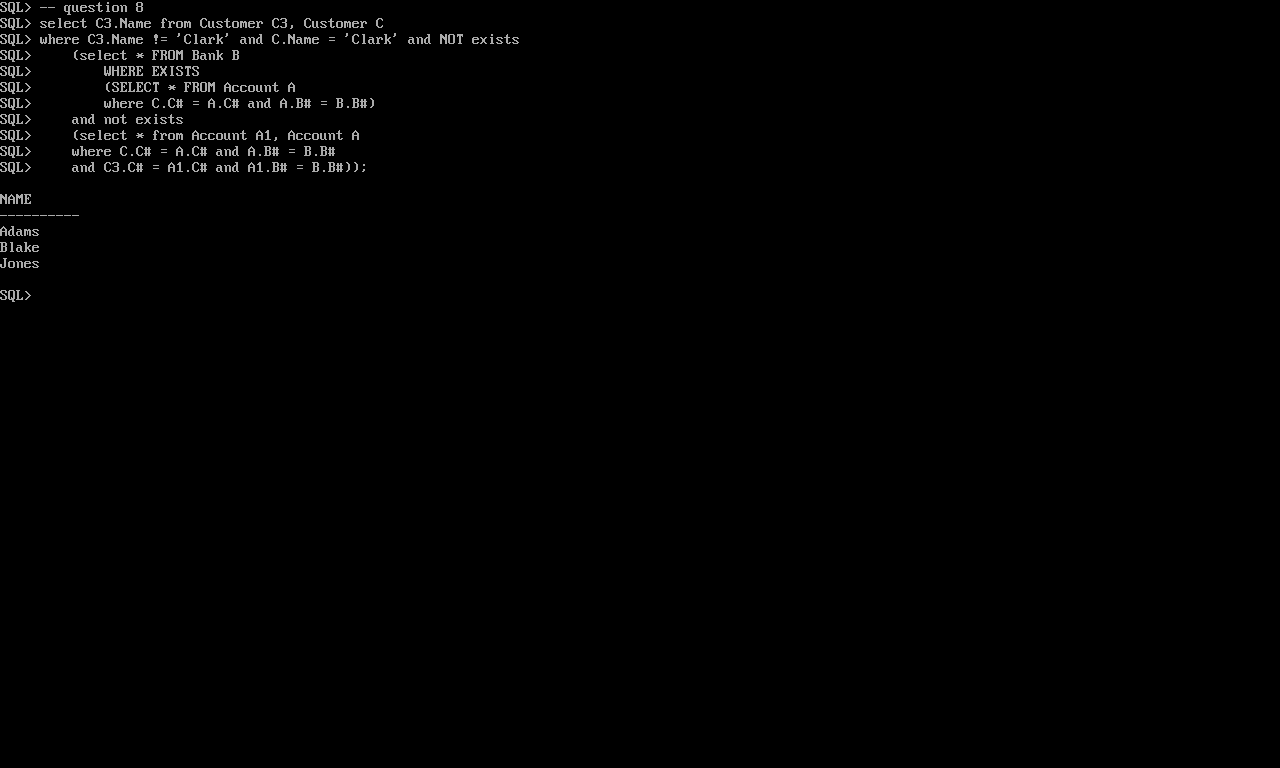 SQL> -- question 8
SQL> select C3.Name from Customer C3, Customer C
SQL> where C3.Name != 'Clark' and C.Name = 'Clark' and NOT exists
SQL>     (select * FROM Bank B
SQL>         WHERE EXISTS
SQL>         (SELECT * FROM Account A
SQL>         where C.C# = A.C# and A.B# = B.B#)
SQL>     and not exists
SQL>     (select * from Account A1, Account A
SQL>     where C.C# = A.C# and A.B# = B.B#
SQL>     and C3.C# = A1.C# and A1.B# = B.B#));
NAME
----------
Adams
Blake
Jones
SQL>